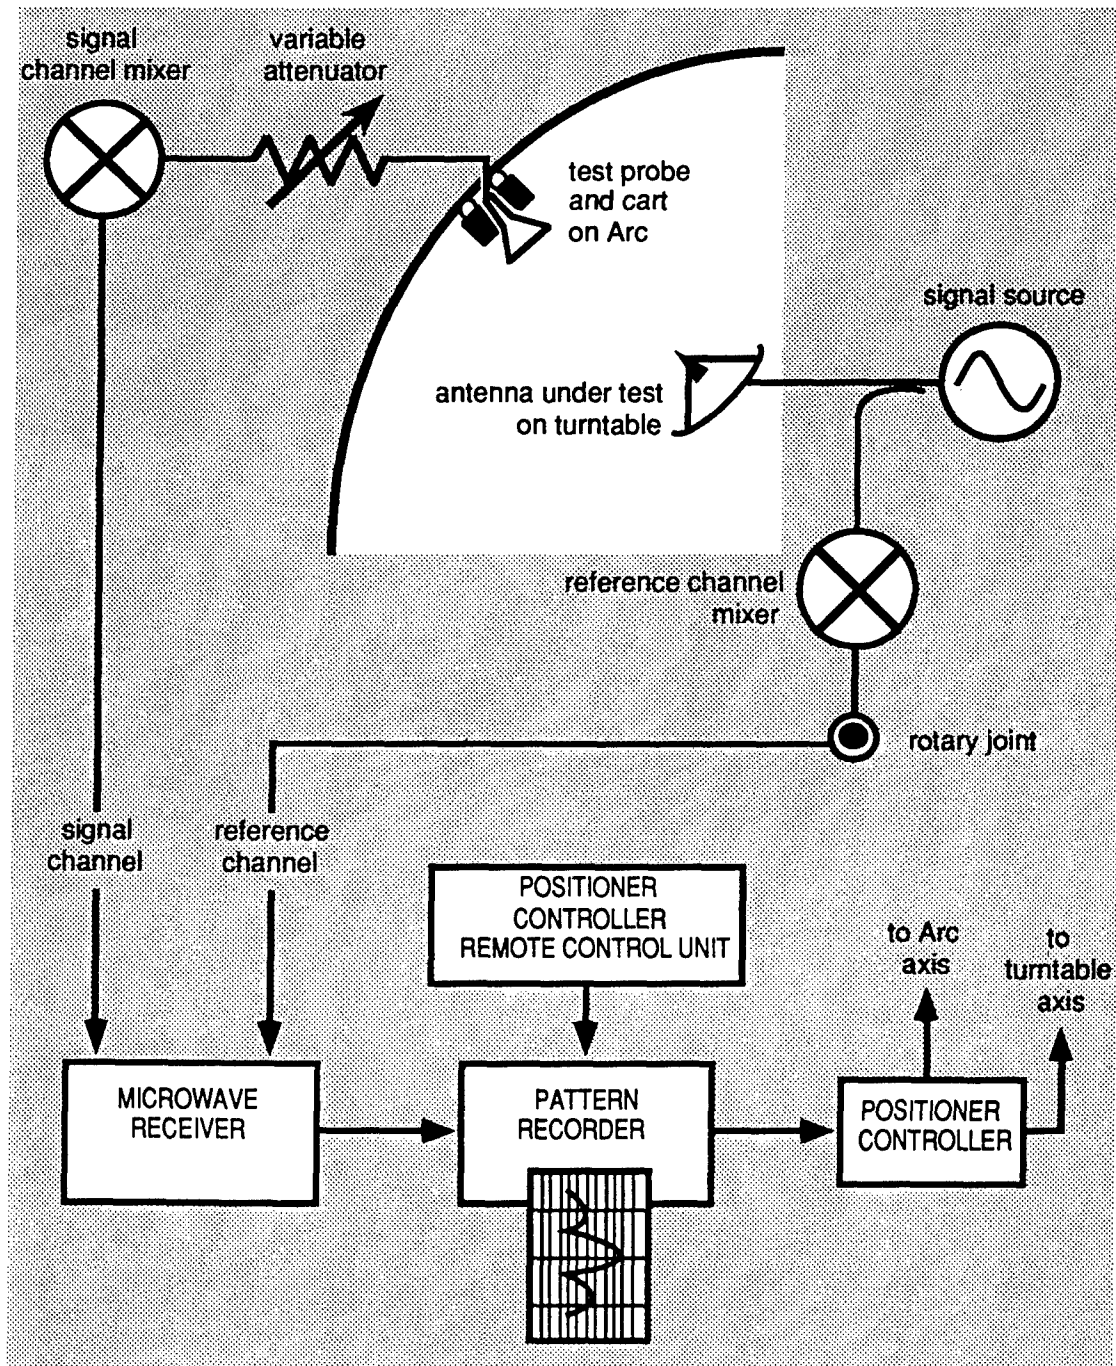 signal
channel mixer
variable
attenuator
test probe
and cart
on Arc
signal source
antenna under test
on turntable
reference channel
mixer
rotary joint
signal
channel
reference
channel
POSITIONER
CONTROLLER
REMOTE CONTROL UNIT
to Arc
axis
to
turntable
axis
MICROWAVE
RECEIVER
PATTERN
RECORDER
POSITIONER
CONTROLLER